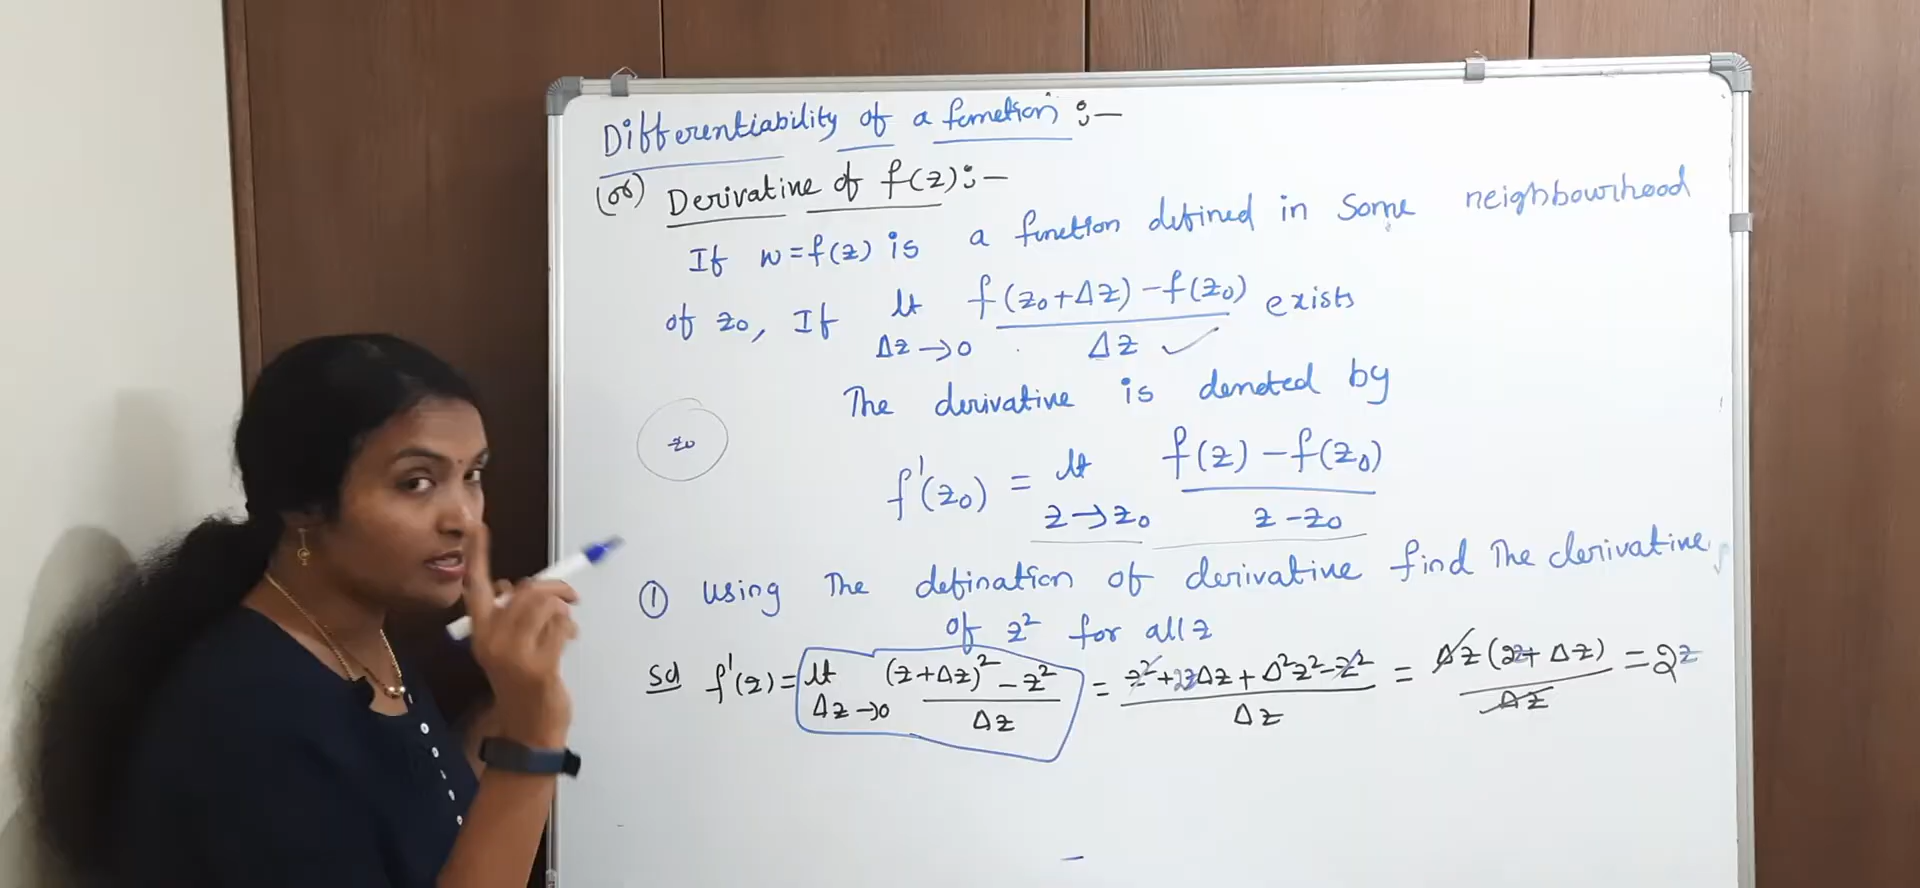 Differentiability of a function :-
(or) Derivative of f(z) :-
If w = f(z) is a function defined in some neighbourhood
of z₀, If lt Δz→0 f(z₀+Δz) - f(z₀) / Δz ✓ exists
The derivative is denoted by
z₀
f'(z₀) = lt z→z₀ f(z) - f(z₀) / z - z₀
① Using The defination of derivative find The derivative
of z² for all z
Sol f'(z) = lt Δz→0 (z+Δz)² - z² / Δz = z² + 2zΔz + Δ²z² - z² / Δz = Δz(2z + Δz) / Δz = 2z